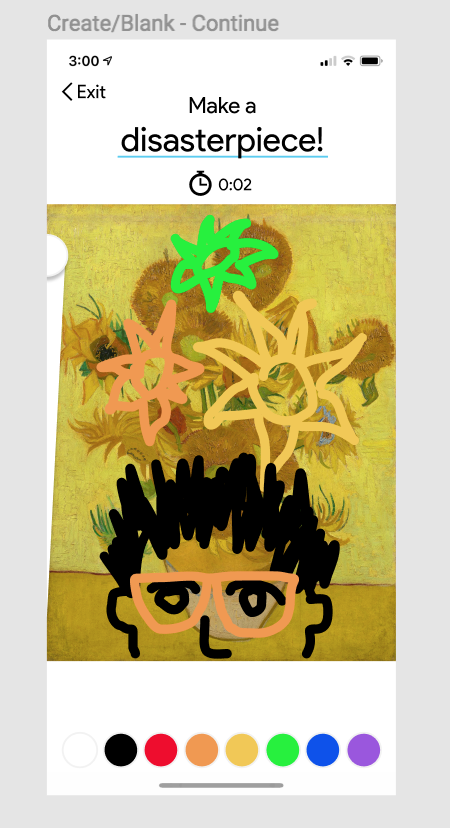 Create/Blank - Continue
3:00
Exit
Make a
disasterpiece!
0:02